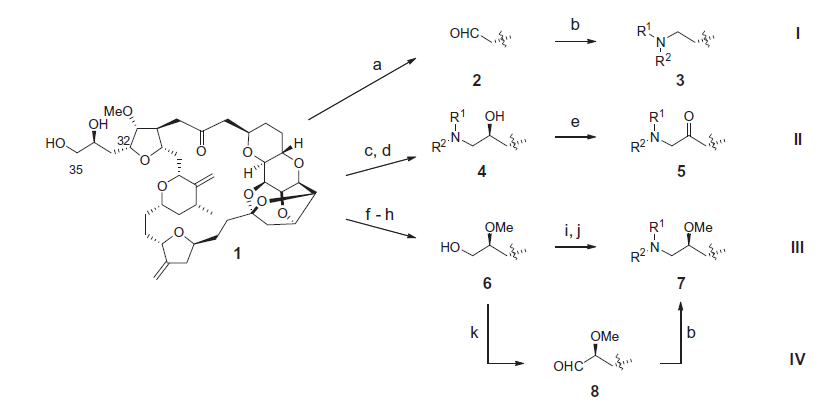 OHC
2
b
R1
N
R2
3
I
a
MeO
OH
HO
35
32
O
O
O
H
O
H
O
O
O
O
O
1
c, d
R1
R2
N
OH
4
e
R1
R2
N
O
5
II
f - h
HO
OMe
6
i, j
R1
R2
N
OMe
7
III
k
OHC
OMe
8
b
IV